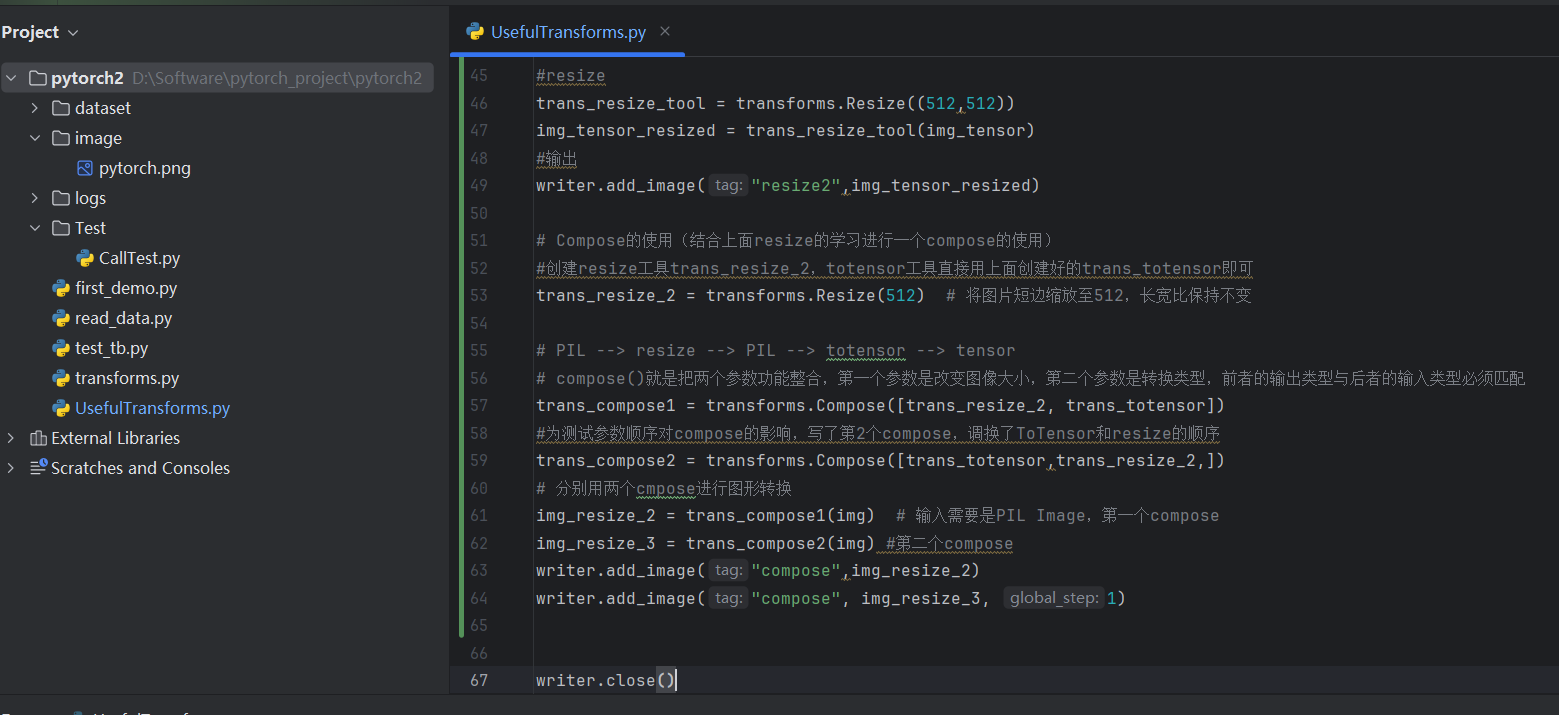 Project
pytorch2 D:\Software\pytorch_project\pytorch2
dataset
image
pytorch.png
logs
Test
CallTest.py
first_demo.py
read_data.py
test_tb.py
transforms.py
UsefulTransforms.py
External Libraries
Scratches and Consoles
UsefulTransforms.py
45 #resize
46 trans_resize_tool = transforms.Resize((512,512))
47 img_tensor_resized = trans_resize_tool(img_tensor)
48 #输出
49 writer.add_image( tag: "resize2",img_tensor_resized)
50
51 # Compose的使用（结合上面resize的学习进行一个compose的使用）
52 #创建resize工具trans_resize_2，totensor工具直接用上面创建好的trans_totensor即可
53 trans_resize_2 = transforms.Resize(512)  # 将图片短边缩放至512，长宽比保持不变
54
55 # PIL --> resize --> PIL --> totensor --> tensor
56 # compose()就是把两个参数功能整合，第一个参数是改变图像大小，第二个参数是转换类型，前者的输出类型与后者的输入类型必须匹配
57 trans_compose1 = transforms.Compose([trans_resize_2, trans_totensor])
58 #为测试参数顺序对compose的影响，写了第2个compose，调换了ToTensor和resize的顺序
59 trans_compose2 = transforms.Compose([trans_totensor,trans_resize_2,])
60 # 分别用两个cmpose进行图形转换
61 img_resize_2 = trans_compose1(img)  # 输入需要是PIL Image，第一个compose
62 img_resize_3 = trans_compose2(img) #第二个compose
63 writer.add_image( tag: "compose",img_resize_2)
64 writer.add_image( tag: "compose", img_resize_3, global_step: 1)
65
66
67 writer.close()